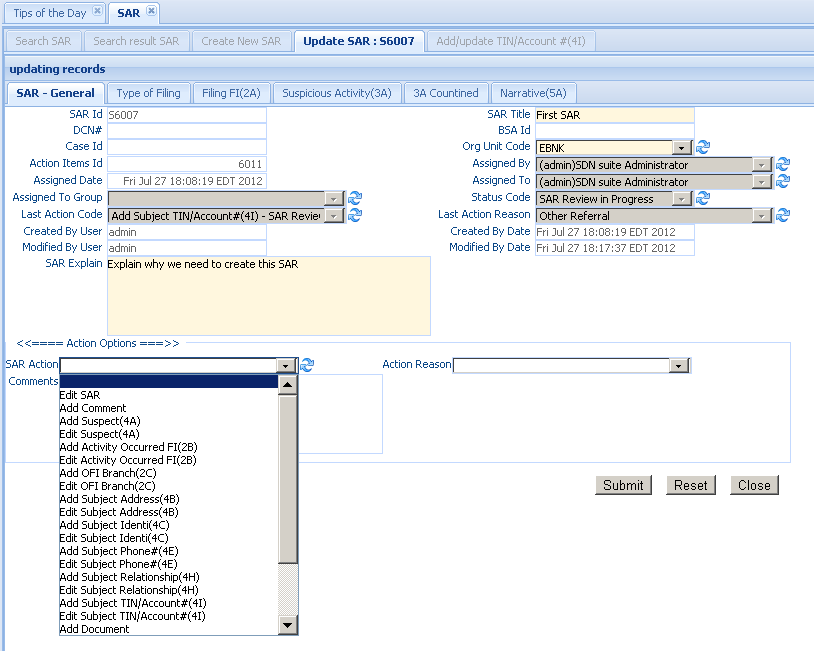 Tips of the Day SAR
Search SAR Search result SAR Create New SAR Update SAR : S6007 Add/update TIN/Account #(4I)
updating records
SAR - General Type of Filing Filing FI(2A) Suspicious Activity(3A) 3A Countined Narrative(5A)
SAR Id S6007 SAR Title First SAR
DCN# BSA Id
Case Id Org Unit Code EBNK
Action Items Id 6011 Assigned By (admin)SDN suite Administrator
Assigned Date Fri Jul 27 18:08:19 EDT 2012 Assigned To (admin)SDN suite Administrator
Assigned To Group Status Code SAR Review in Progress
Last Action Code Add Subject TIN/Account#(4I) - SAR Review Last Action Reason Other Referral
Created By User admin Created By Date Fri Jul 27 18:08:19 EDT 2012
Modified By User admin Modified By Date Fri Jul 27 18:17:37 EDT 2012
SAR Explain Explain why we need to create this SAR
<<==== Action Options ===>>
SAR Action Action Reason
Comments
Edit SAR
Add Comment
Add Suspect(4A)
Edit Suspect(4A)
Add Activity Occurred FI(2B)
Edit Activity Occurred FI(2B)
Add OFI Branch(2C)
Edit OFI Branch(2C)
Add Subject Address(4B)
Edit Subject Address(4B)
Add Subject Identi(4C)
Edit Subject Identi(4C)
Add Subject Phone#(4E)
Edit Subject Phone#(4E)
Add Subject Relationship(4H)
Edit Subject Relationship(4H)
Add Subject TIN/Account#(4I)
Edit Subject TIN/Account#(4I)
Add Document
Submit Reset Close